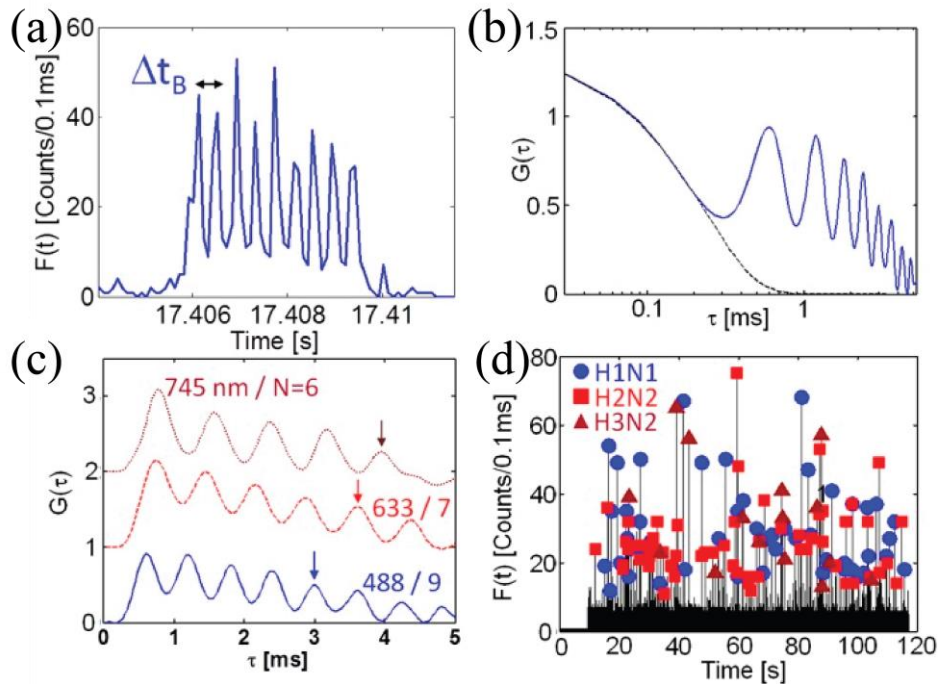 (a)
60
40
20
0
F(t) [Counts/0.1ms]
Δt_B
17.406 17.408 17.41
Time [s]
(b)
1.5
1
0.5
0
G(τ)
0.1 1
τ [ms]
(c)
3
2
1
0
G(τ)
745 nm / N=6
633 / 7
488 / 9
0 1 2 3 4 5
τ [ms]
(d)
80
60
40
20
0
F(t) [Counts/0.1ms]
H1N1
H2N2
H3N2
1
0 20 40 60 80 100 120
Time [s]